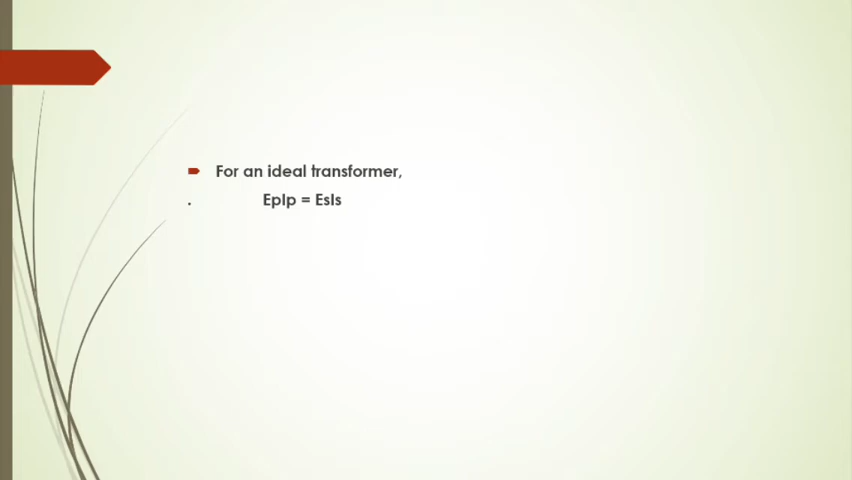 For an ideal transformer,
. EpIp = EsIs